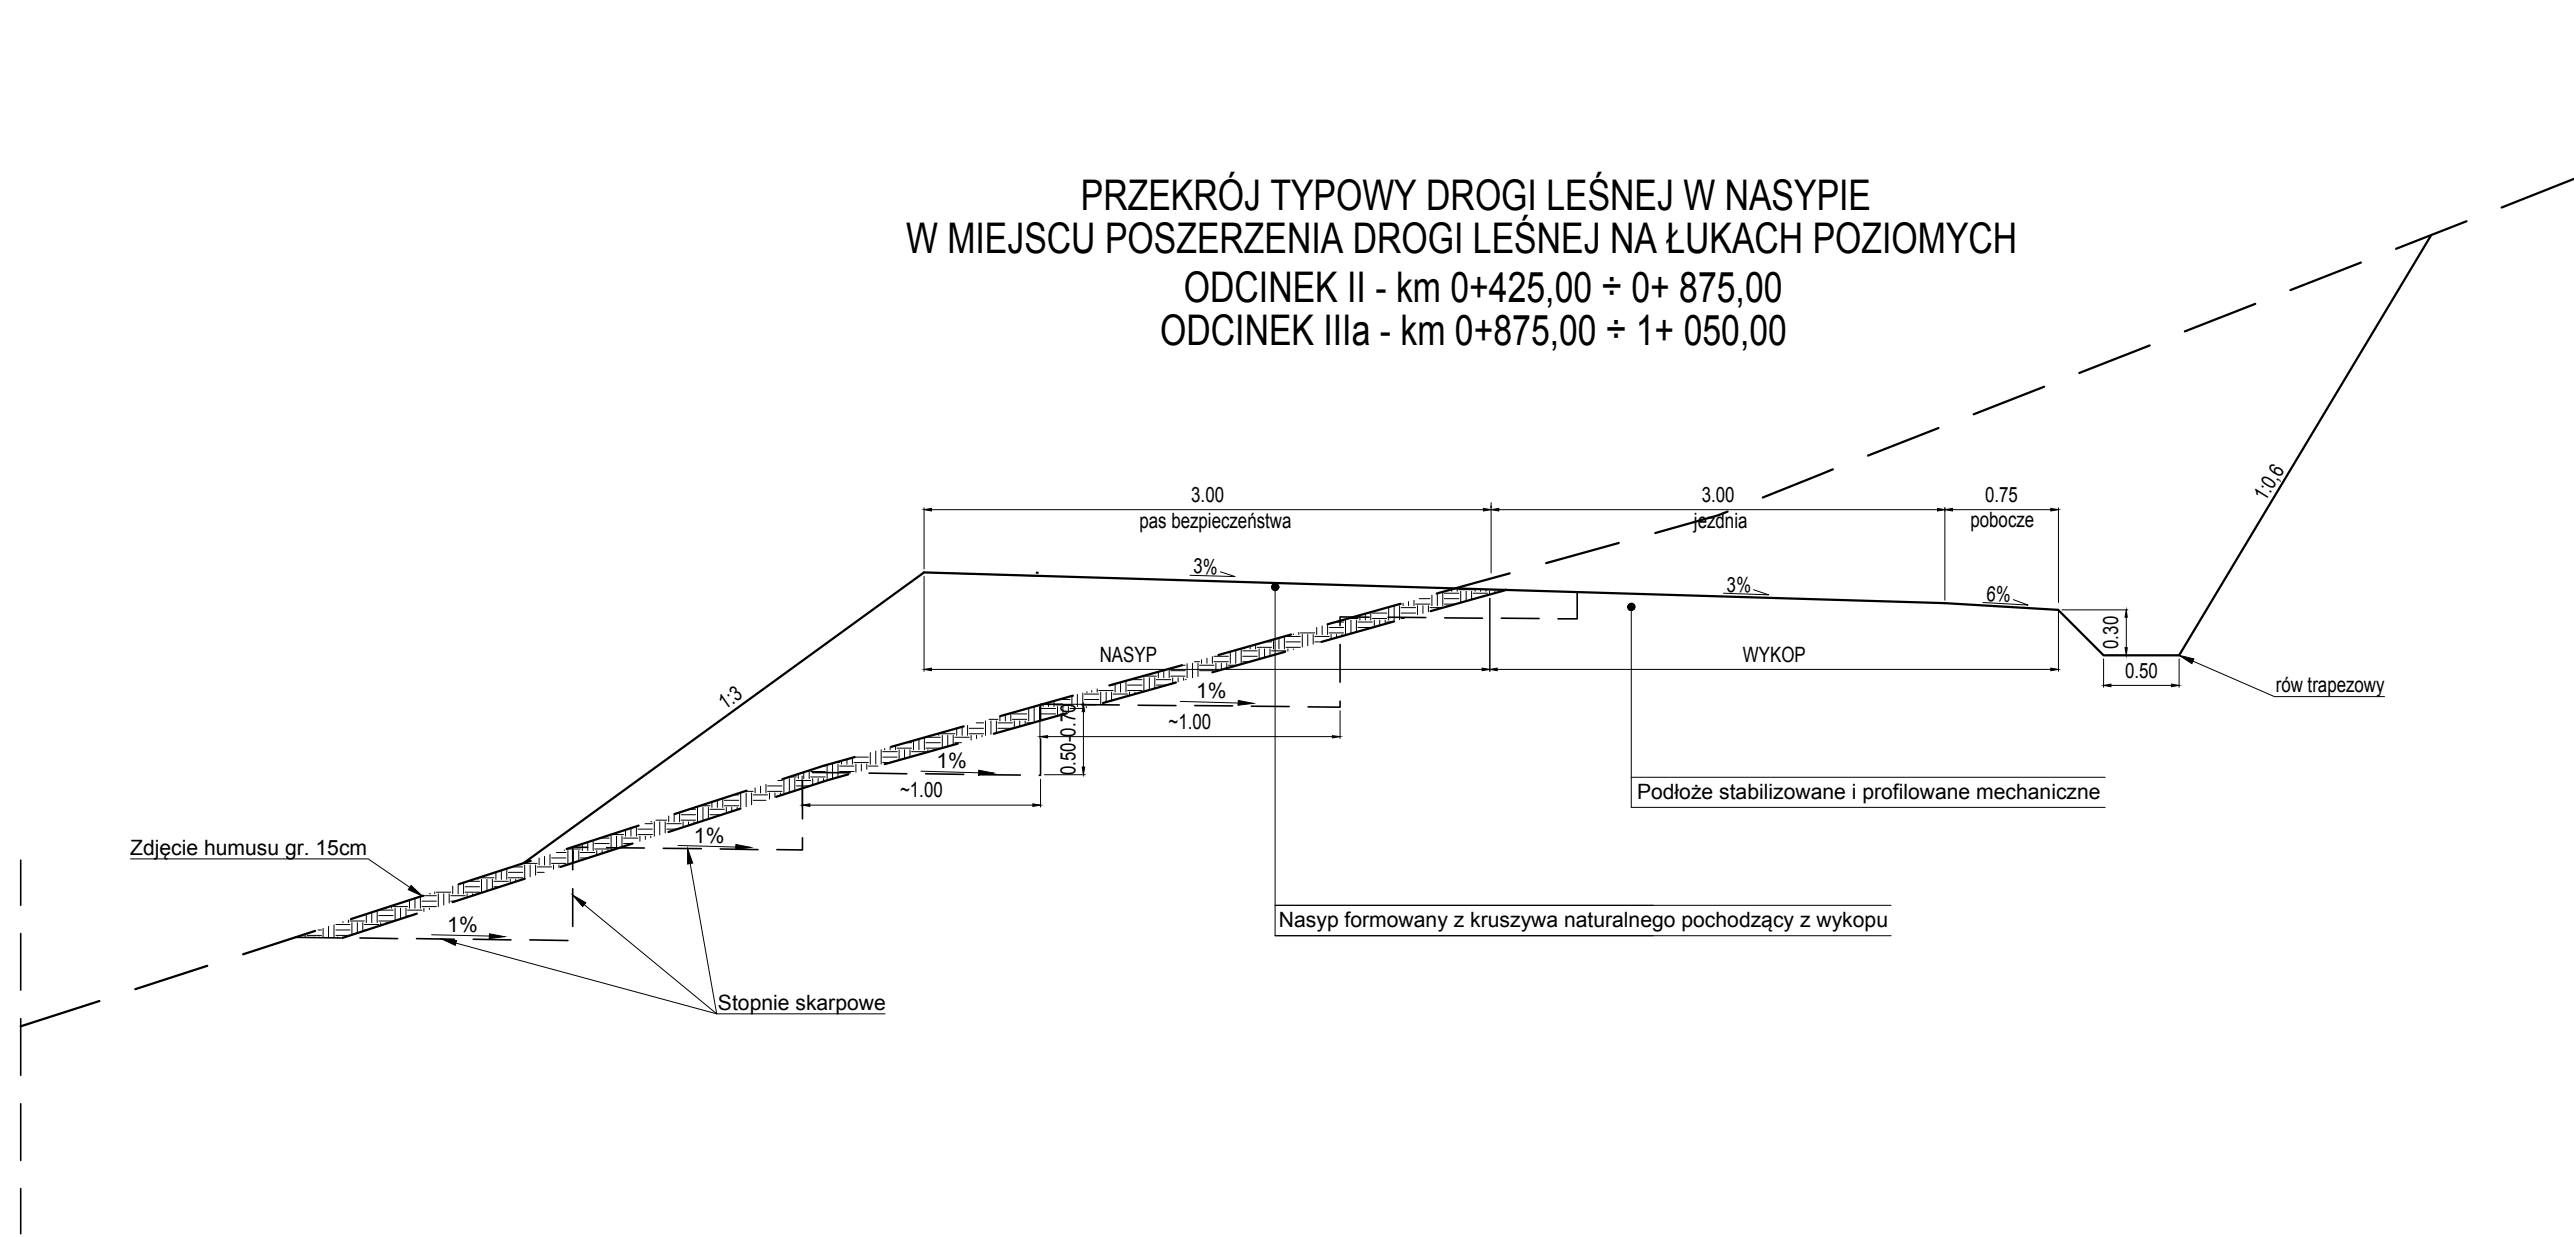 PRZEKRÓJ TYPOWY DROGI LEŚNEJ W NASYPIE
W MIEJSCU POSZERZENIA DROGI LEŚNEJ NA ŁUKACH POZIOMYCH
ODCINEK II - km 0+425,00 ÷ 0+ 875,00
ODCINEK IIIa - km 0+875,00 ÷ 1+ 050,00
1:0,6
3.00
3.00
0.75
pas bezpieczeństwa
jezdnia
pobocze
3%
3%
6%
0.30
NASYP
WYKOP
0.50
rów trapezowy
1:3
1%
~1.00
0.50-0.70
1%
~1.00
Podłoże stabilizowane i profilowane mechaniczne
1%
Zdjęcie humusu gr. 15cm
1%
Nasyp formowany z kruszywa naturalnego pochodzący z wykopu
Stopnie skarpowe